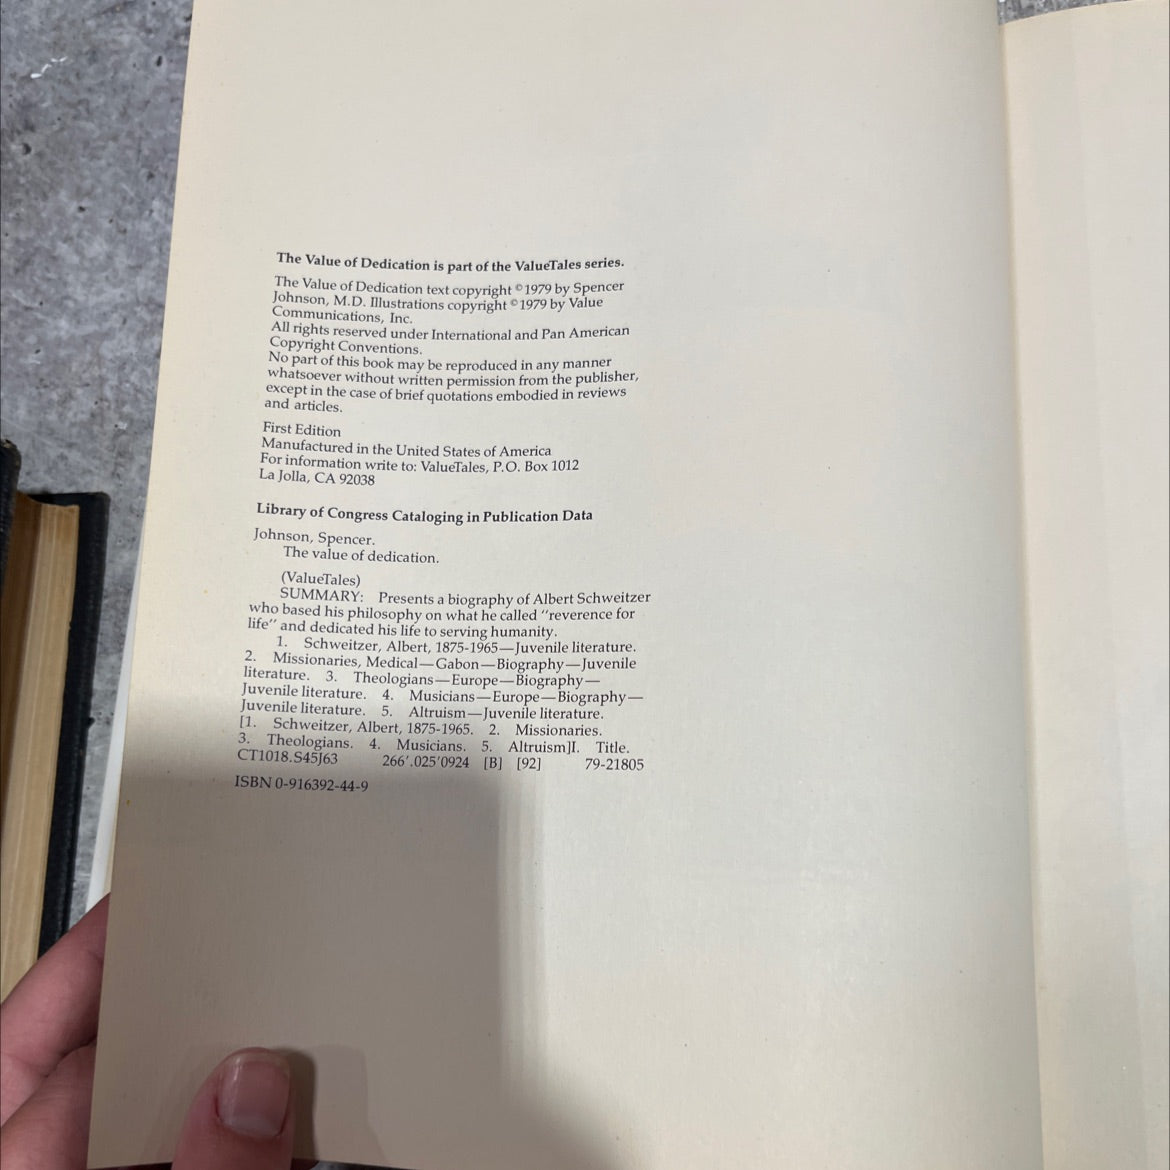 The Value of Dedication is part of the ValueTales series.
The Value of Dedication text copyright ©1979 by Spencer
Johnson, M.D. Illustrations copyright ©1979 by Value
Communications, Inc.
All rights reserved under International and Pan American
Copyright Conventions.
No part of this book may be reproduced in any manner
whatsoever without written permission from the publisher,
except in the case of brief quotations embodied in reviews
and articles.
First Edition
Manufactured in the United States of America
For information write to: ValueTales, P.O. Box 1012
La Jolla, CA 92038
Library of Congress Cataloging in Publication Data
Johnson, Spencer.
The value of dedication.
(ValueTales)
SUMMARY: Presents a biography of Albert Schweitzer
who based his philosophy on what he called “reverence for
life” and dedicated his life to serving humanity.
1. Schweitzer, Albert, 1875-1965—Juvenile literature.
2. Missionaries, Medical—Gabon—Biography—Juvenile
literature. 3. Theologians—Europe—Biography—
Juvenile literature. 4. Musicians—Europe—Biography—
Juvenile literature. 5. Altruism—Juvenile literature.
[1. Schweitzer, Albert, 1875-1965. 2. Missionaries.
3. Theologians. 4. Musicians. 5. Altruism]I. Title.
CT1018.S45J63 266'.025'0924 [B] [92] 79-21805
ISBN 0-916392-44-9